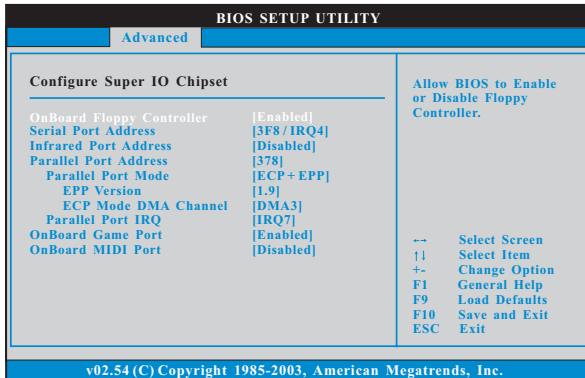 BIOS SETUP UTILITY
Advanced
Configure Super IO Chipset
OnBoard Floppy Controller [Enabled]
Serial Port Address [3F8 / IRQ4]
Infrared Port Address [Disabled]
Parallel Port Address [378]
Parallel Port Mode [ECP + EPP]
EPP Version [1.9]
ECP Mode DMA Channel [DMA3]
Parallel Port IRQ [IRQ7]
OnBoard Game Port [Enabled]
OnBoard MIDI Port [Disabled]
Allow BIOS to Enable
or Disable Floppy
Controller.
←→ Select Screen
↑↓ Select Item
+- Change Option
F1 General Help
F9 Load Defaults
F10 Save and Exit
ESC Exit
v02.54 (C) Copyright 1985-2003, American Megatrends, Inc.